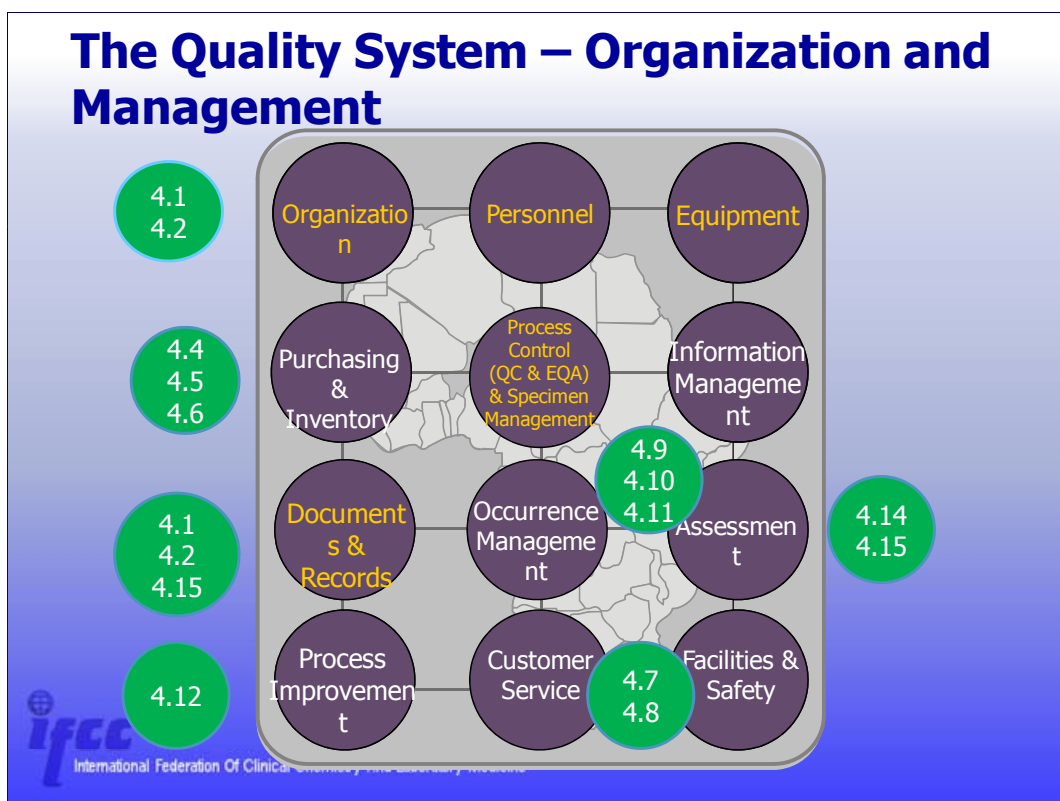 The Quality System – Organization and
Management
4.1
4.2
Organizatio
n
Personnel
Equipment
4.4
4.5
4.6
Purchasing
&
Inventory
Process
Control
(QC & EQA)
& Specimen
Management
Information
Manageme
nt
4.9
4.10
4.11
4.1
4.2
4.15
Document
s &
Records
Occurrence
Manageme
nt
Assessmen
t
4.14
4.15
4.12
Process
Improvemen
t
Customer
Service
4.7
4.8
Facilities &
Safety
ifcc
International Federation Of Clinical